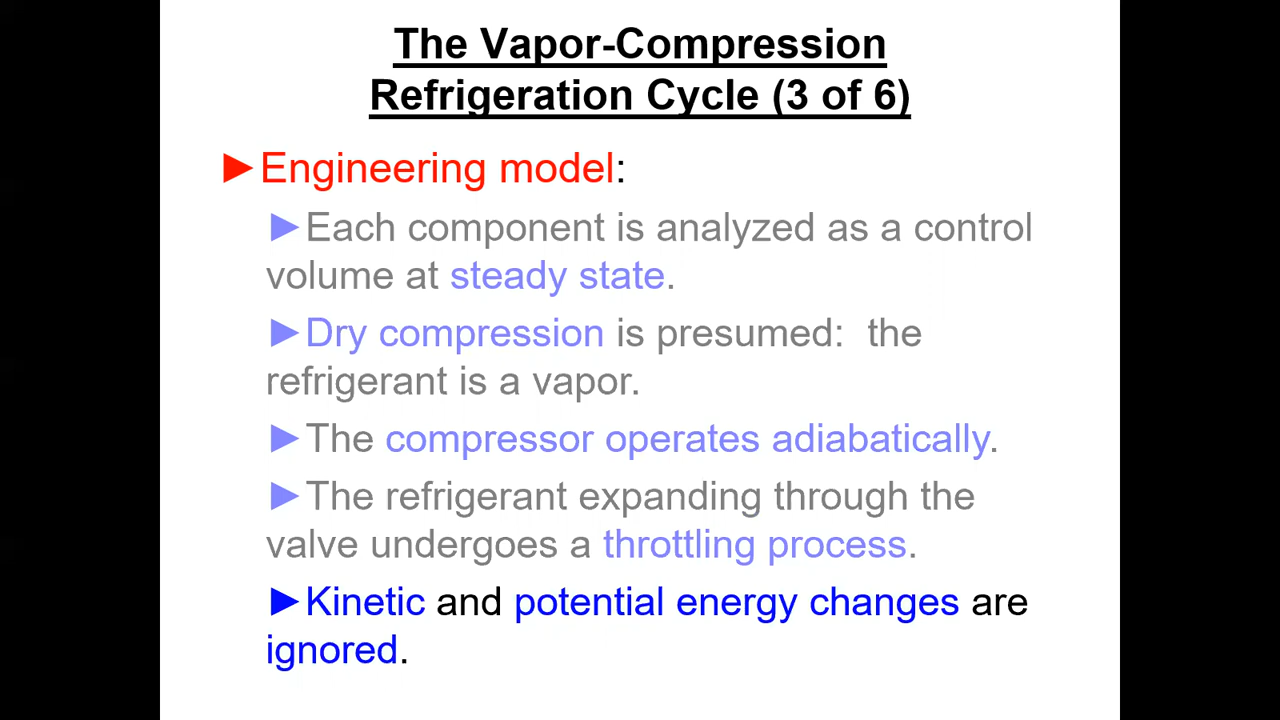 The Vapor-Compression
Refrigeration Cycle (3 of 6)
►Engineering model:
►Each component is analyzed as a control
volume at steady state.
►Dry compression is presumed:  the
refrigerant is a vapor.
►The compressor operates adiabatically.
►The refrigerant expanding through the
valve undergoes a throttling process.
►Kinetic and potential energy changes are
ignored.